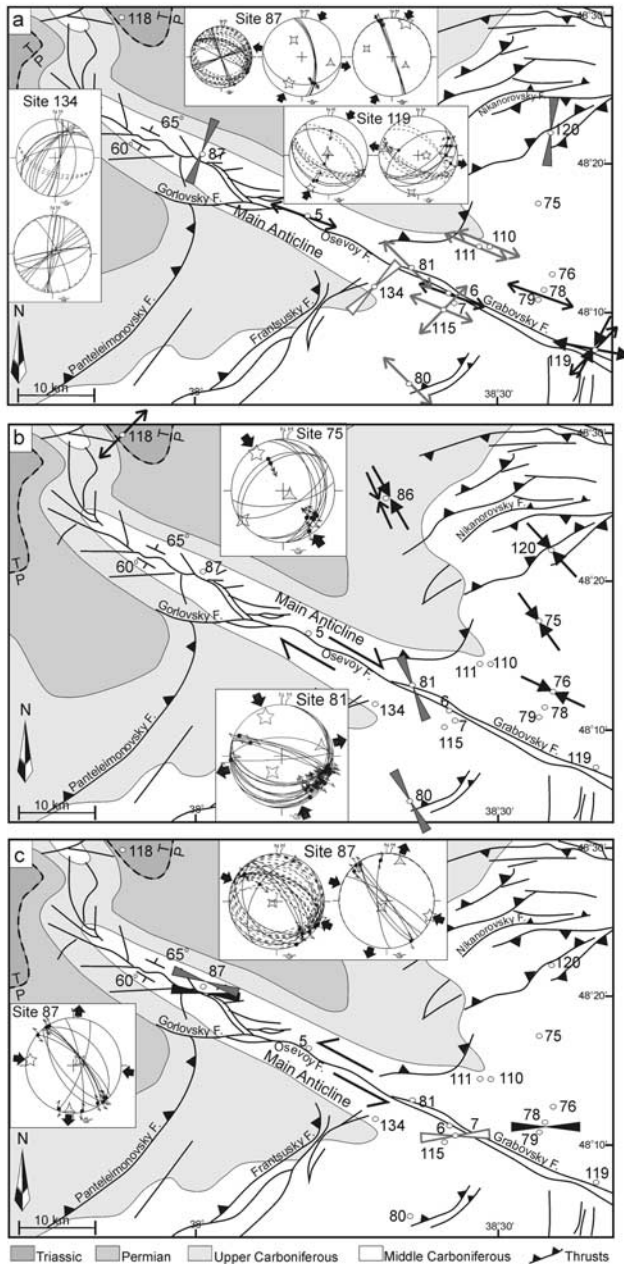 a
118
T
P
Site 87
48°30'
Nikanorovsky F.
120
Site 134
Site 119
65°
60°
87
48°20'
75
Gorlovsky F.
Main Anticline
5
Osevoy F.
110
111
81
76
134
6
78
79
Grabovsky F.
115
48°10'
Panteleimonovsky F.
Frantsusky F.
119
N
80
10 km
38°
38°30'
b
118
T
P
Site 75
48°30'
86
Nikanorovsky F.
120
65°
60°
87
48°20'
Main Anticline
75
Gorlovsky F.
5
Osevoy F.
111
110
Site 81
81
76
134
6
7
78
79
115
Grabovsky F.
48°10'
Panteleimonovsky F.
119
N
80
10 km
38°
38°30'
c
118
T
P
Site 87
48°30'
Nikanorovsky F.
120
65°
60°
87
48°20'
Site 87
75
Gorlovsky F.
5
Osevoy F.
Main Anticline
111
110
81
76
134
6
7
78
79
115
Grabovsky F.
48°10'
Panteleimonovsky F.
Frantsusky F.
119
N
80
10 km
38°
38°30'
Triassic
Permian
Upper Carboniferous
Middle Carboniferous
Thrusts